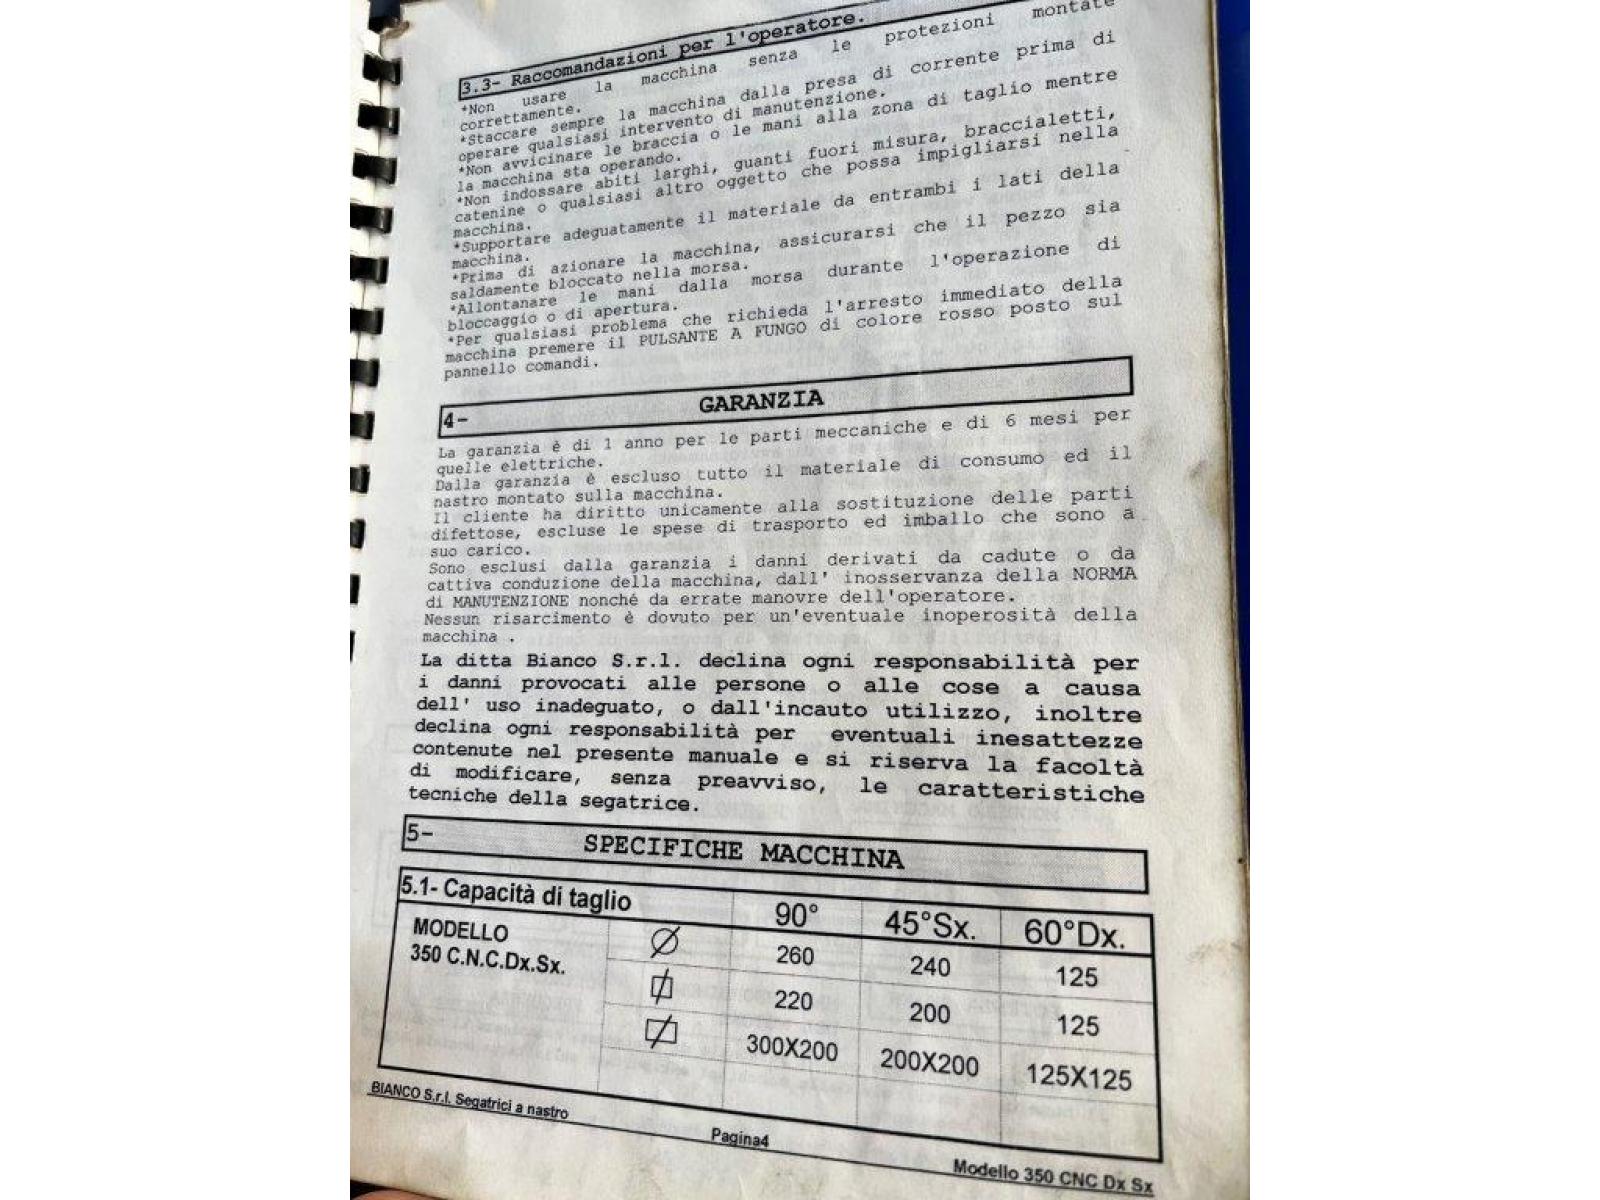 3.3- Raccomandazioni per l'operatore.
*Non usare la macchina senza le protezioni montate
correttamente.
*Staccare sempre la macchina dalla presa di corrente prima di
operare qualsiasi intervento di manutenzione.
*Non avvicinare le braccia o le mani alla zona di taglio mentre
la macchina sta operando.
*Non indossare abiti larghi, guanti fuori misura, braccialetti,
catenine o qualsiasi altro oggetto che possa impigliarsi nella
macchina.
*Supportare adeguatamente il materiale da entrambi i lati della
macchina.
*Prima di azionare la macchina, assicurarsi che il pezzo sia
saldamente bloccato nella morsa.
*Allontanare le mani dalla morsa durante l'operazione di
bloccaggio o di apertura.
*Per qualsiasi problema che richieda l'arresto immediato della
macchina premere il PULSANTE A FUNGO di colore rosso posto sul
pannello comandi.
4- GARANZIA
La garanzia è di 1 anno per le parti meccaniche e di 6 mesi per
quelle elettriche.
Dalla garanzia è escluso tutto il materiale di consumo ed il
nastro montato sulla macchina.
Il cliente ha diritto unicamente alla sostituzione delle parti
difettose, escluse le spese di trasporto ed imballo che sono a
suo carico.
Sono esclusi dalla garanzia i danni derivati da cadute o da
cattiva conduzione della macchina, dall' inosservanza della NORMA
di MANUTENZIONE nonché da errate manovre dell'operatore.
Nessun risarcimento è dovuto per un'eventuale inoperosità della
macchina .
La ditta Bianco S.r.l. declina ogni responsabilità per
i danni provocati alle persone o alle cose a causa
dell' uso inadeguato, o dall'incauto utilizzo, inoltre
declina ogni responsabilità per eventuali inesattezze
contenute nel presente manuale e si riserva la facoltà
di modificare, senza preavviso, le caratteristiche
tecniche della segatrice.
5- SPECIFICHE MACCHINA
5.1- Capacità di taglio 90° 45°Sx. 60°Dx.
MODELLO
350 C.N.C.Dx.Sx.
260 240 125
220 200 125
300X200 200X200 125X125
BIANCO S.r.l. Segatrici a nastro
Pagina4
Modello 350 CNC Dx Sx